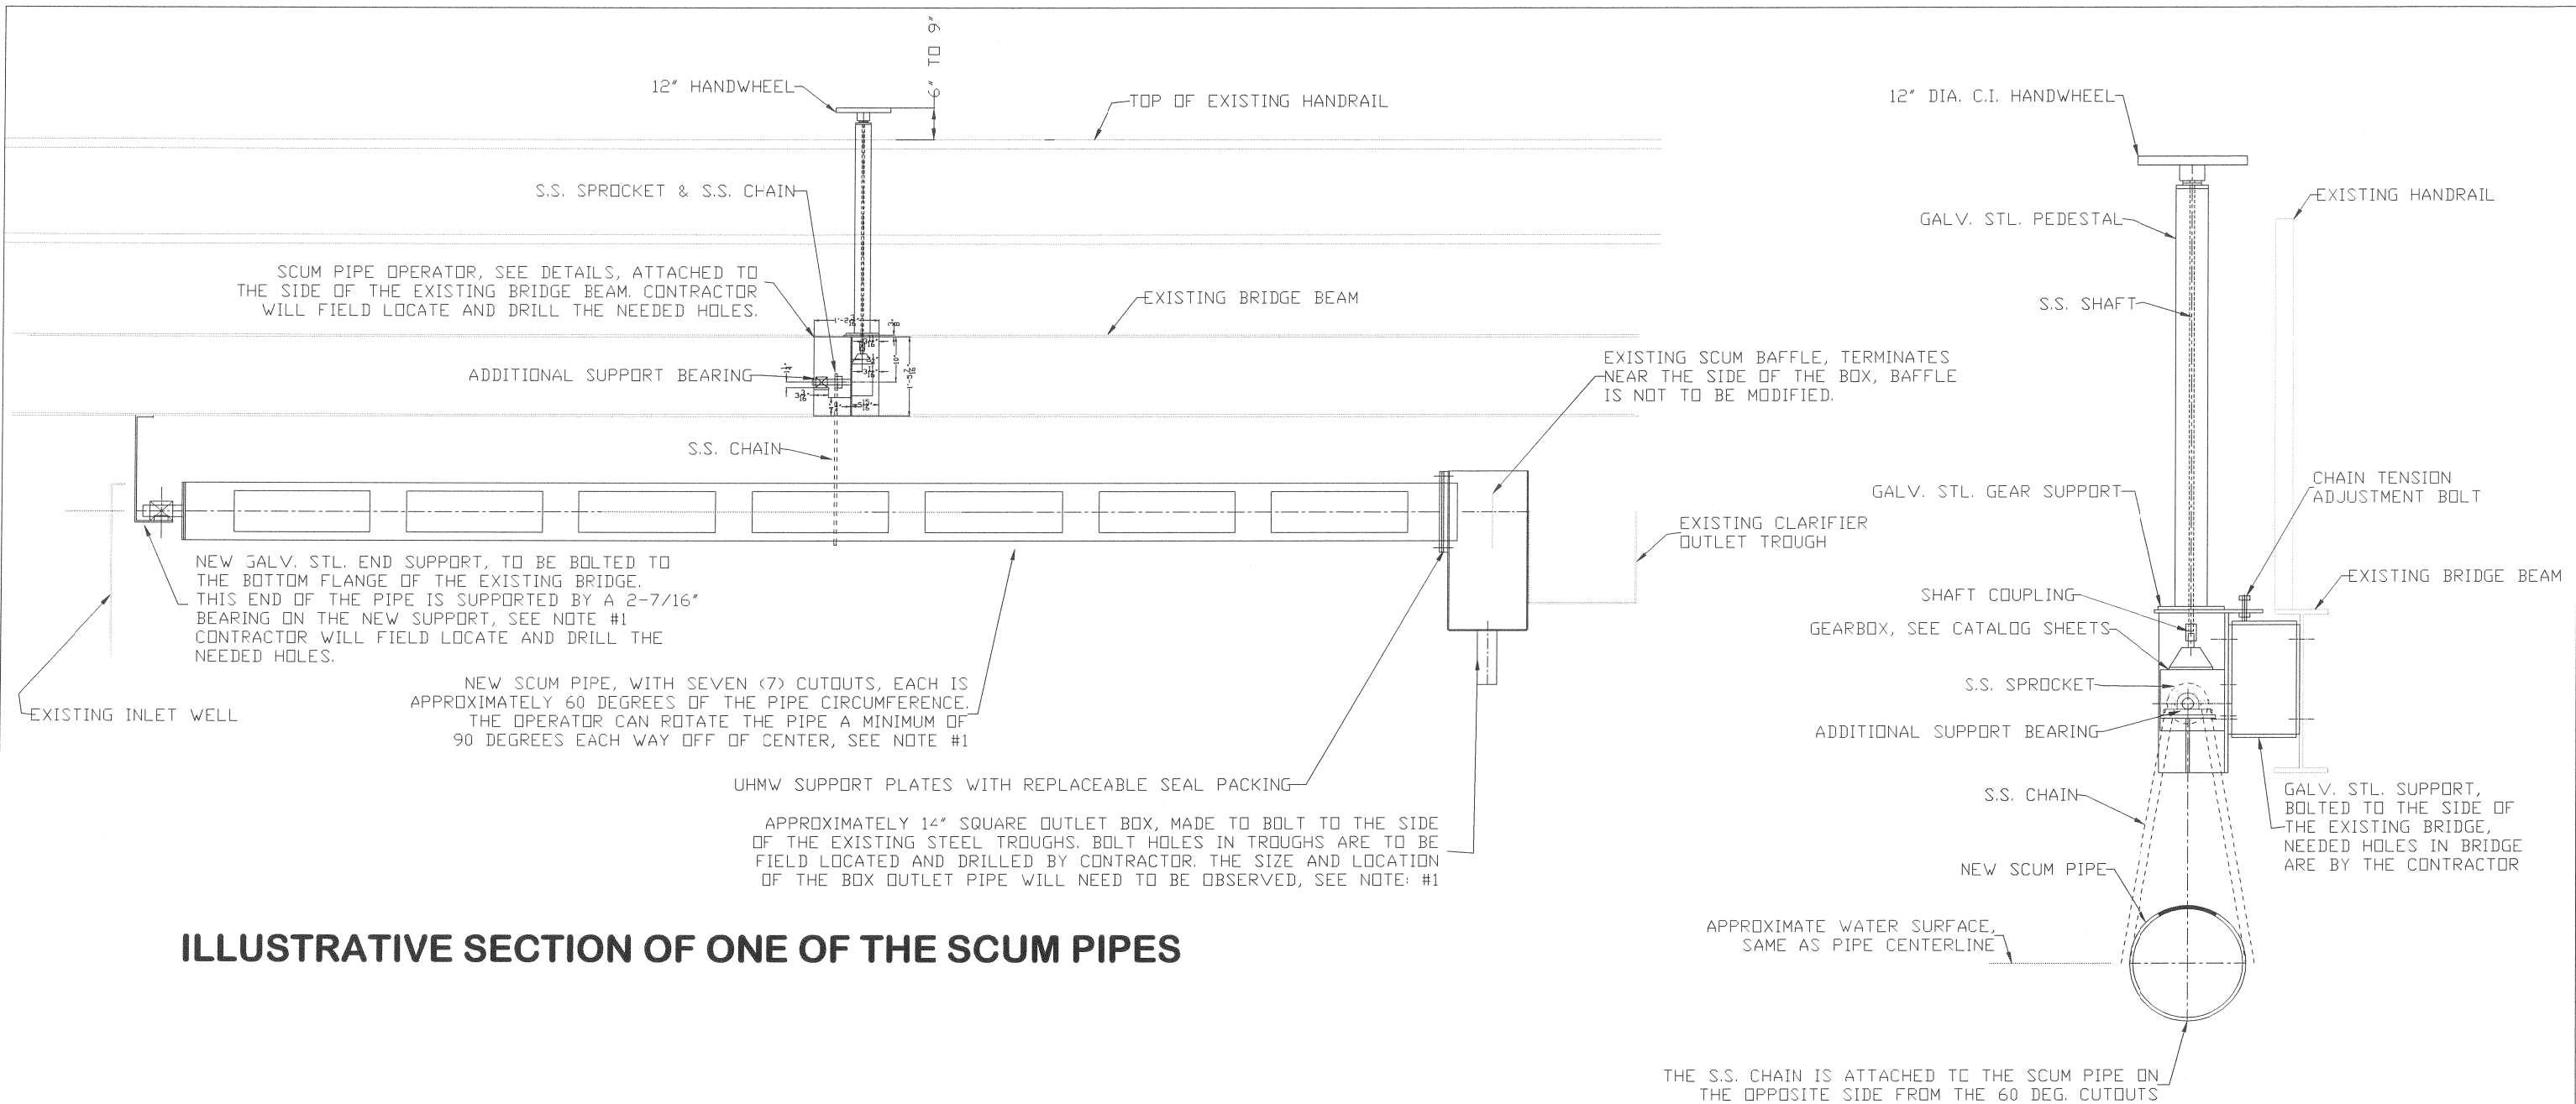 6" TO 9"
12" HANDWHEEL
TOP OF EXISTING HANDRAIL
S.S. SPROCKET & S.S. CHAIN
SCUM PIPE OPERATOR, SEE DETAILS, ATTACHED TO
THE SIDE OF THE EXISTING BRIDGE BEAM. CONTRACTOR
WILL FIELD LOCATE AND DRILL THE NEEDED HOLES.
EXISTING BRIDGE BEAM
ADDITIONAL SUPPORT BEARING
10"
1'-5 7/16"
EXISTING SCUM BAFFLE, TERMINATES
NEAR THE SIDE OF THE BOX, BAFFLE
IS NOT TO BE MODIFIED.
S.S. CHAIN
EXISTING CLARIFIER
OUTLET TROUGH
NEW GALV. STL. END SUPPORT, TO BE BOLTED TO
THE BOTTOM FLANGE OF THE EXISTING BRIDGE.
THIS END OF THE PIPE IS SUPPORTED BY A 2-7/16"
BEARING ON THE NEW SUPPORT, SEE NOTE #1
CONTRACTOR WILL FIELD LOCATE AND DRILL THE
NEEDED HOLES.
EXISTING INLET WELL
NEW SCUM PIPE, WITH SEVEN (7) CUTOUTS, EACH IS
APPROXIMATELY 60 DEGREES OF THE PIPE CIRCUMFERENCE.
THE OPERATOR CAN ROTATE THE PIPE A MINIMUM OF
90 DEGREES EACH WAY OFF OF CENTER, SEE NOTE #1
UHMW SUPPORT PLATES WITH REPLACEABLE SEAL PACKING
APPROXIMATELY 14" SQUARE OUTLET BOX, MADE TO BOLT TO THE SIDE
OF THE EXISTING STEEL TROUGHS. BOLT HOLES IN TROUGHS ARE TO BE
FIELD LOCATED AND DRILLED BY CONTRACTOR. THE SIZE AND LOCATION
OF THE BOX OUTLET PIPE WILL NEED TO BE OBSERVED, SEE NOTE: #1
ILLUSTRATIVE SECTION OF ONE OF THE SCUM PIPES
12" DIA. C.I. HANDWHEEL
EXISTING HANDRAIL
GALV. STL. PEDESTAL
S.S. SHAFT
CHAIN TENSION
ADJUSTMENT BOLT
GALV. STL. GEAR SUPPORT
EXISTING BRIDGE BEAM
SHAFT COUPLING
GEARBOX, SEE CATALOG SHEETS
S.S. SPROCKET
ADDITIONAL SUPPORT BEARING
S.S. CHAIN
GALV. STL. SUPPORT,
BOLTED TO THE SIDE OF
THE EXISTING BRIDGE,
NEEDED HOLES IN BRIDGE
ARE BY THE CONTRACTOR
NEW SCUM PIPE
APPROXIMATE WATER SURFACE,
SAME AS PIPE CENTERLINE
THE S.S. CHAIN IS ATTACHED TO THE SCUM PIPE ON
THE OPPOSITE SIDE FROM THE 60 DEG. CUTOUTS